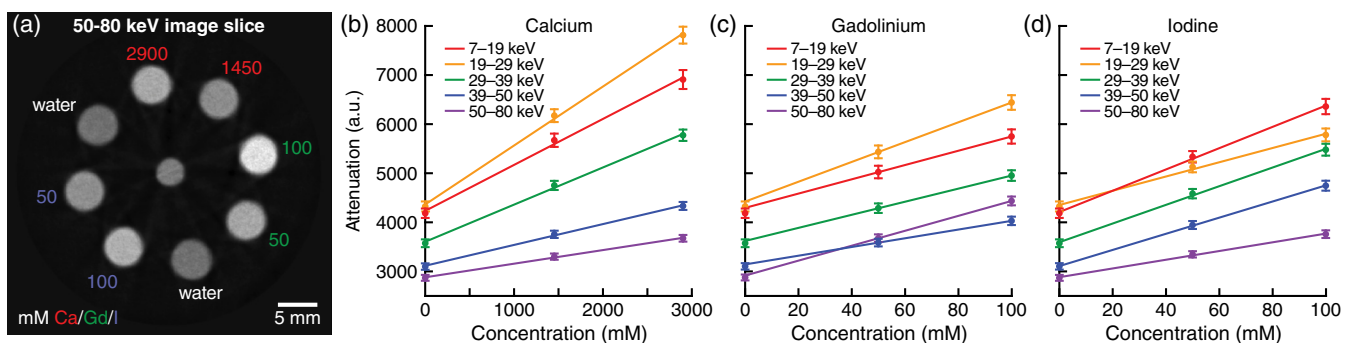 (a) 50-80 keV image slice
2900
1450
water
100
50
50
100
water
mM Ca/Gd/I
5 mm
(b) Calcium
7–19 keV
19–29 keV
29–39 keV
39–50 keV
50–80 keV
Attenuation (a.u.)
8000
7000
6000
5000
4000
3000
0 1000 2000 3000
Concentration (mM)
(c) Gadolinium
7–19 keV
19–29 keV
29–39 keV
39–50 keV
50–80 keV
0 20 40 60 80 100
Concentration (mM)
(d) Iodine
7–19 keV
19–29 keV
29–39 keV
39–50 keV
50–80 keV
0 20 40 60 80 100
Concentration (mM)